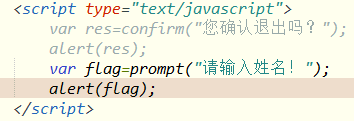 <script type="text/javascript">
var res=confirm("您确认退出吗？");
alert(res);
var flag=prompt("请输入姓名！");
alert(flag);
</script>